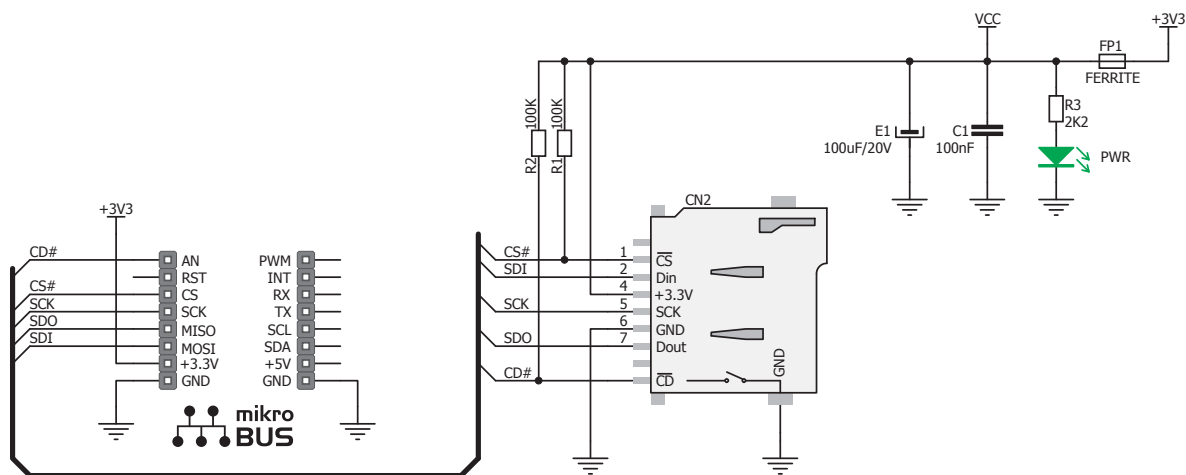 VCC
+3V3
FP1
FERRITE
100K
100K
R2
R1
E1
100uF/20V
C1
100nF
R3
2K2
PWR
+3V3
CN2
CD#
AN
PWM
RST
INT
CS#
CS
RX
SCK
SCK
TX
SDO
MISO
SCL
SDI
MOSI
SDA
+3.3V
+5V
GND
GND
mikro
BUS
CS#
1
CS
SDI
2
Din
4
+3.3V
SCK
5
SCK
6
GND
SDO
7
Dout
CD#
CD
GND